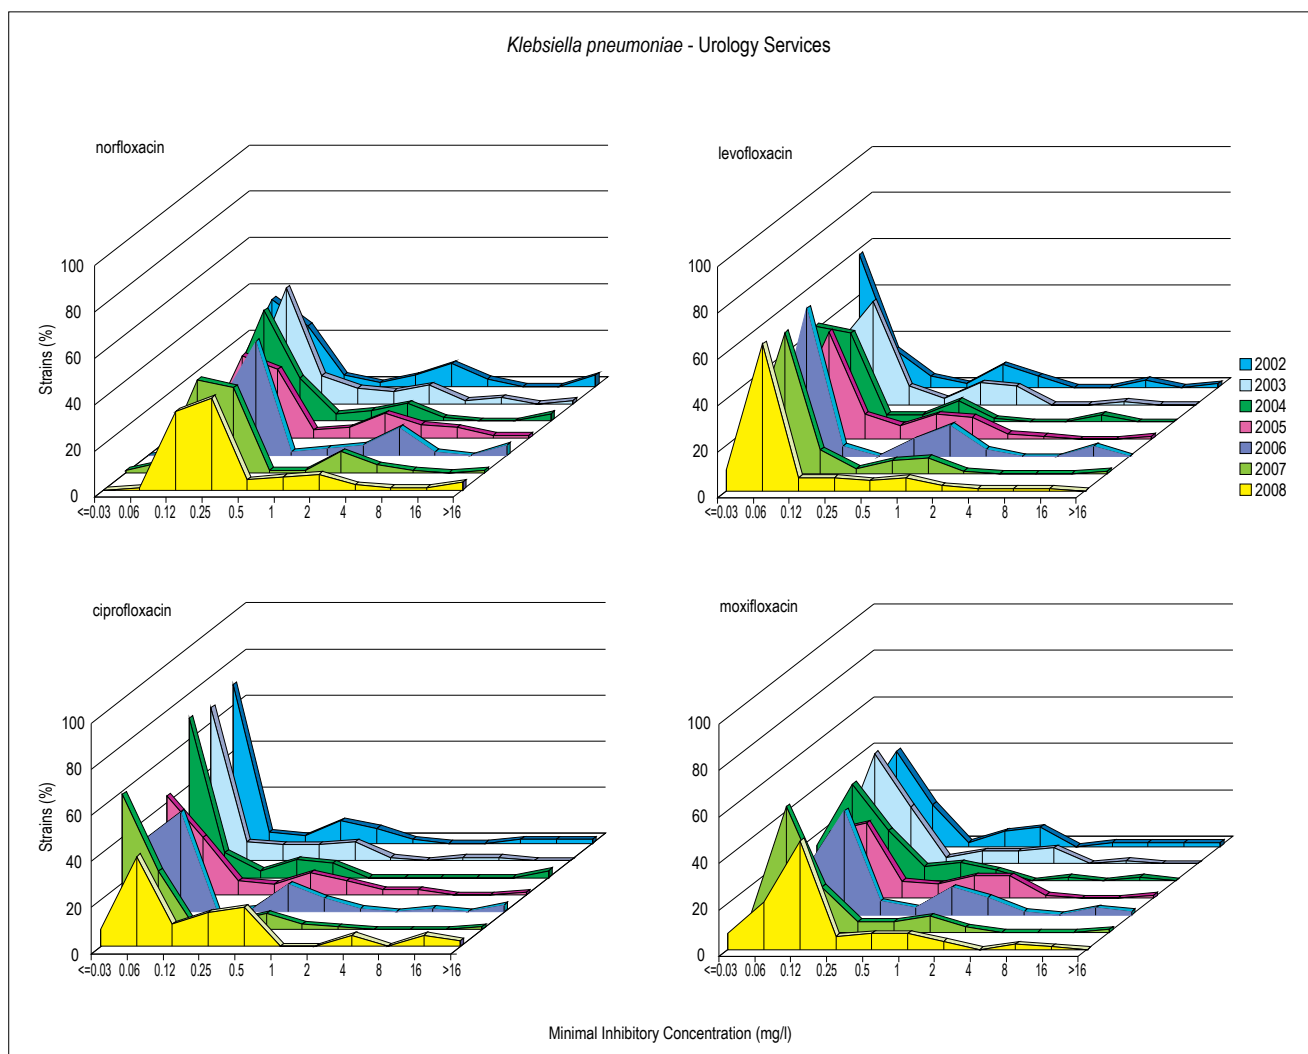 Klebsiella pneumoniae - Urology Services
norfloxacin
levofloxacin
100
80
60
40
20
0
Strains (%)
<=0.03 0.06 0.12 0.25 0.5 1 2 4 8 16 >16
100
80
60
40
20
0
<=0.03 0.06 0.12 0.25 0.5 1 2 4 8 16 >16
2002
2003
2004
2005
2006
2007
2008
ciprofloxacin
moxifloxacin
100
80
60
40
20
0
Strains (%)
<=0.03 0.06 0.12 0.25 0.5 1 2 4 8 16 >16
100
80
60
40
20
0
<=0.03 0.06 0.12 0.25 0.5 1 2 4 8 16 >16
Minimal Inhibitory Concentration (mg/l)